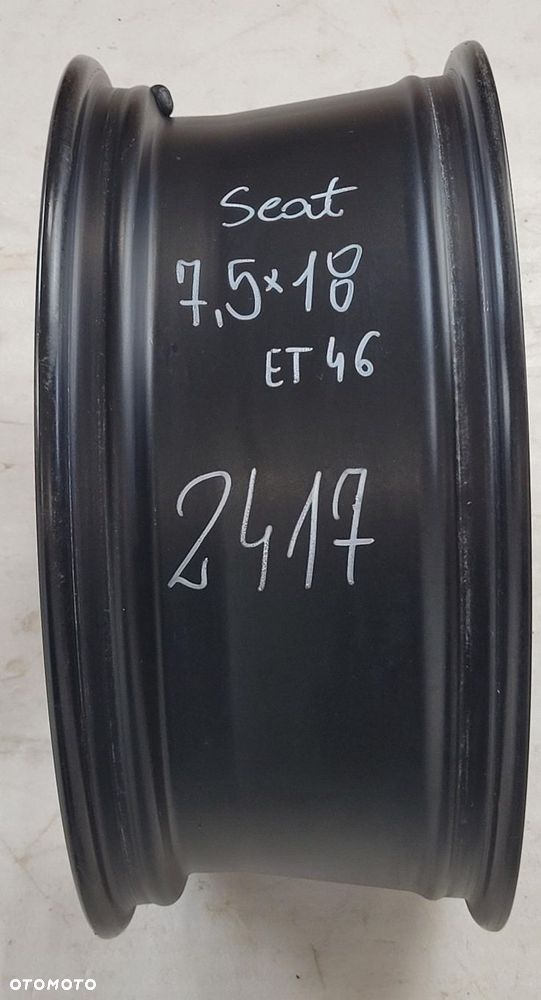 Seat
7,5×18
ET 46
2417
OTOMOTO